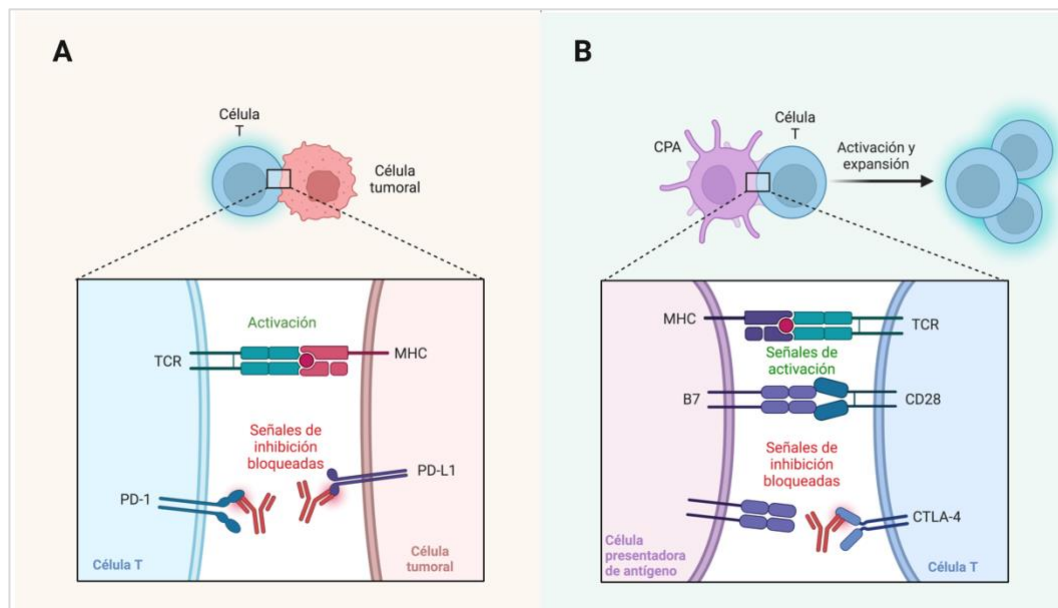 A
Célula
T
Célula
tumoral
Activación
TCR
MHC
Señales de
inhibición
bloqueadas
PD-L1
PD-1
Célula T
Célula
tumoral
B
Célula
T
CPA
Activación y
expansión
MHC
TCR
Señales de
activación
B7
CD28
Señales de
inhibición
bloqueadas
CTLA-4
Célula
presentadora
de antígeno
Célula T